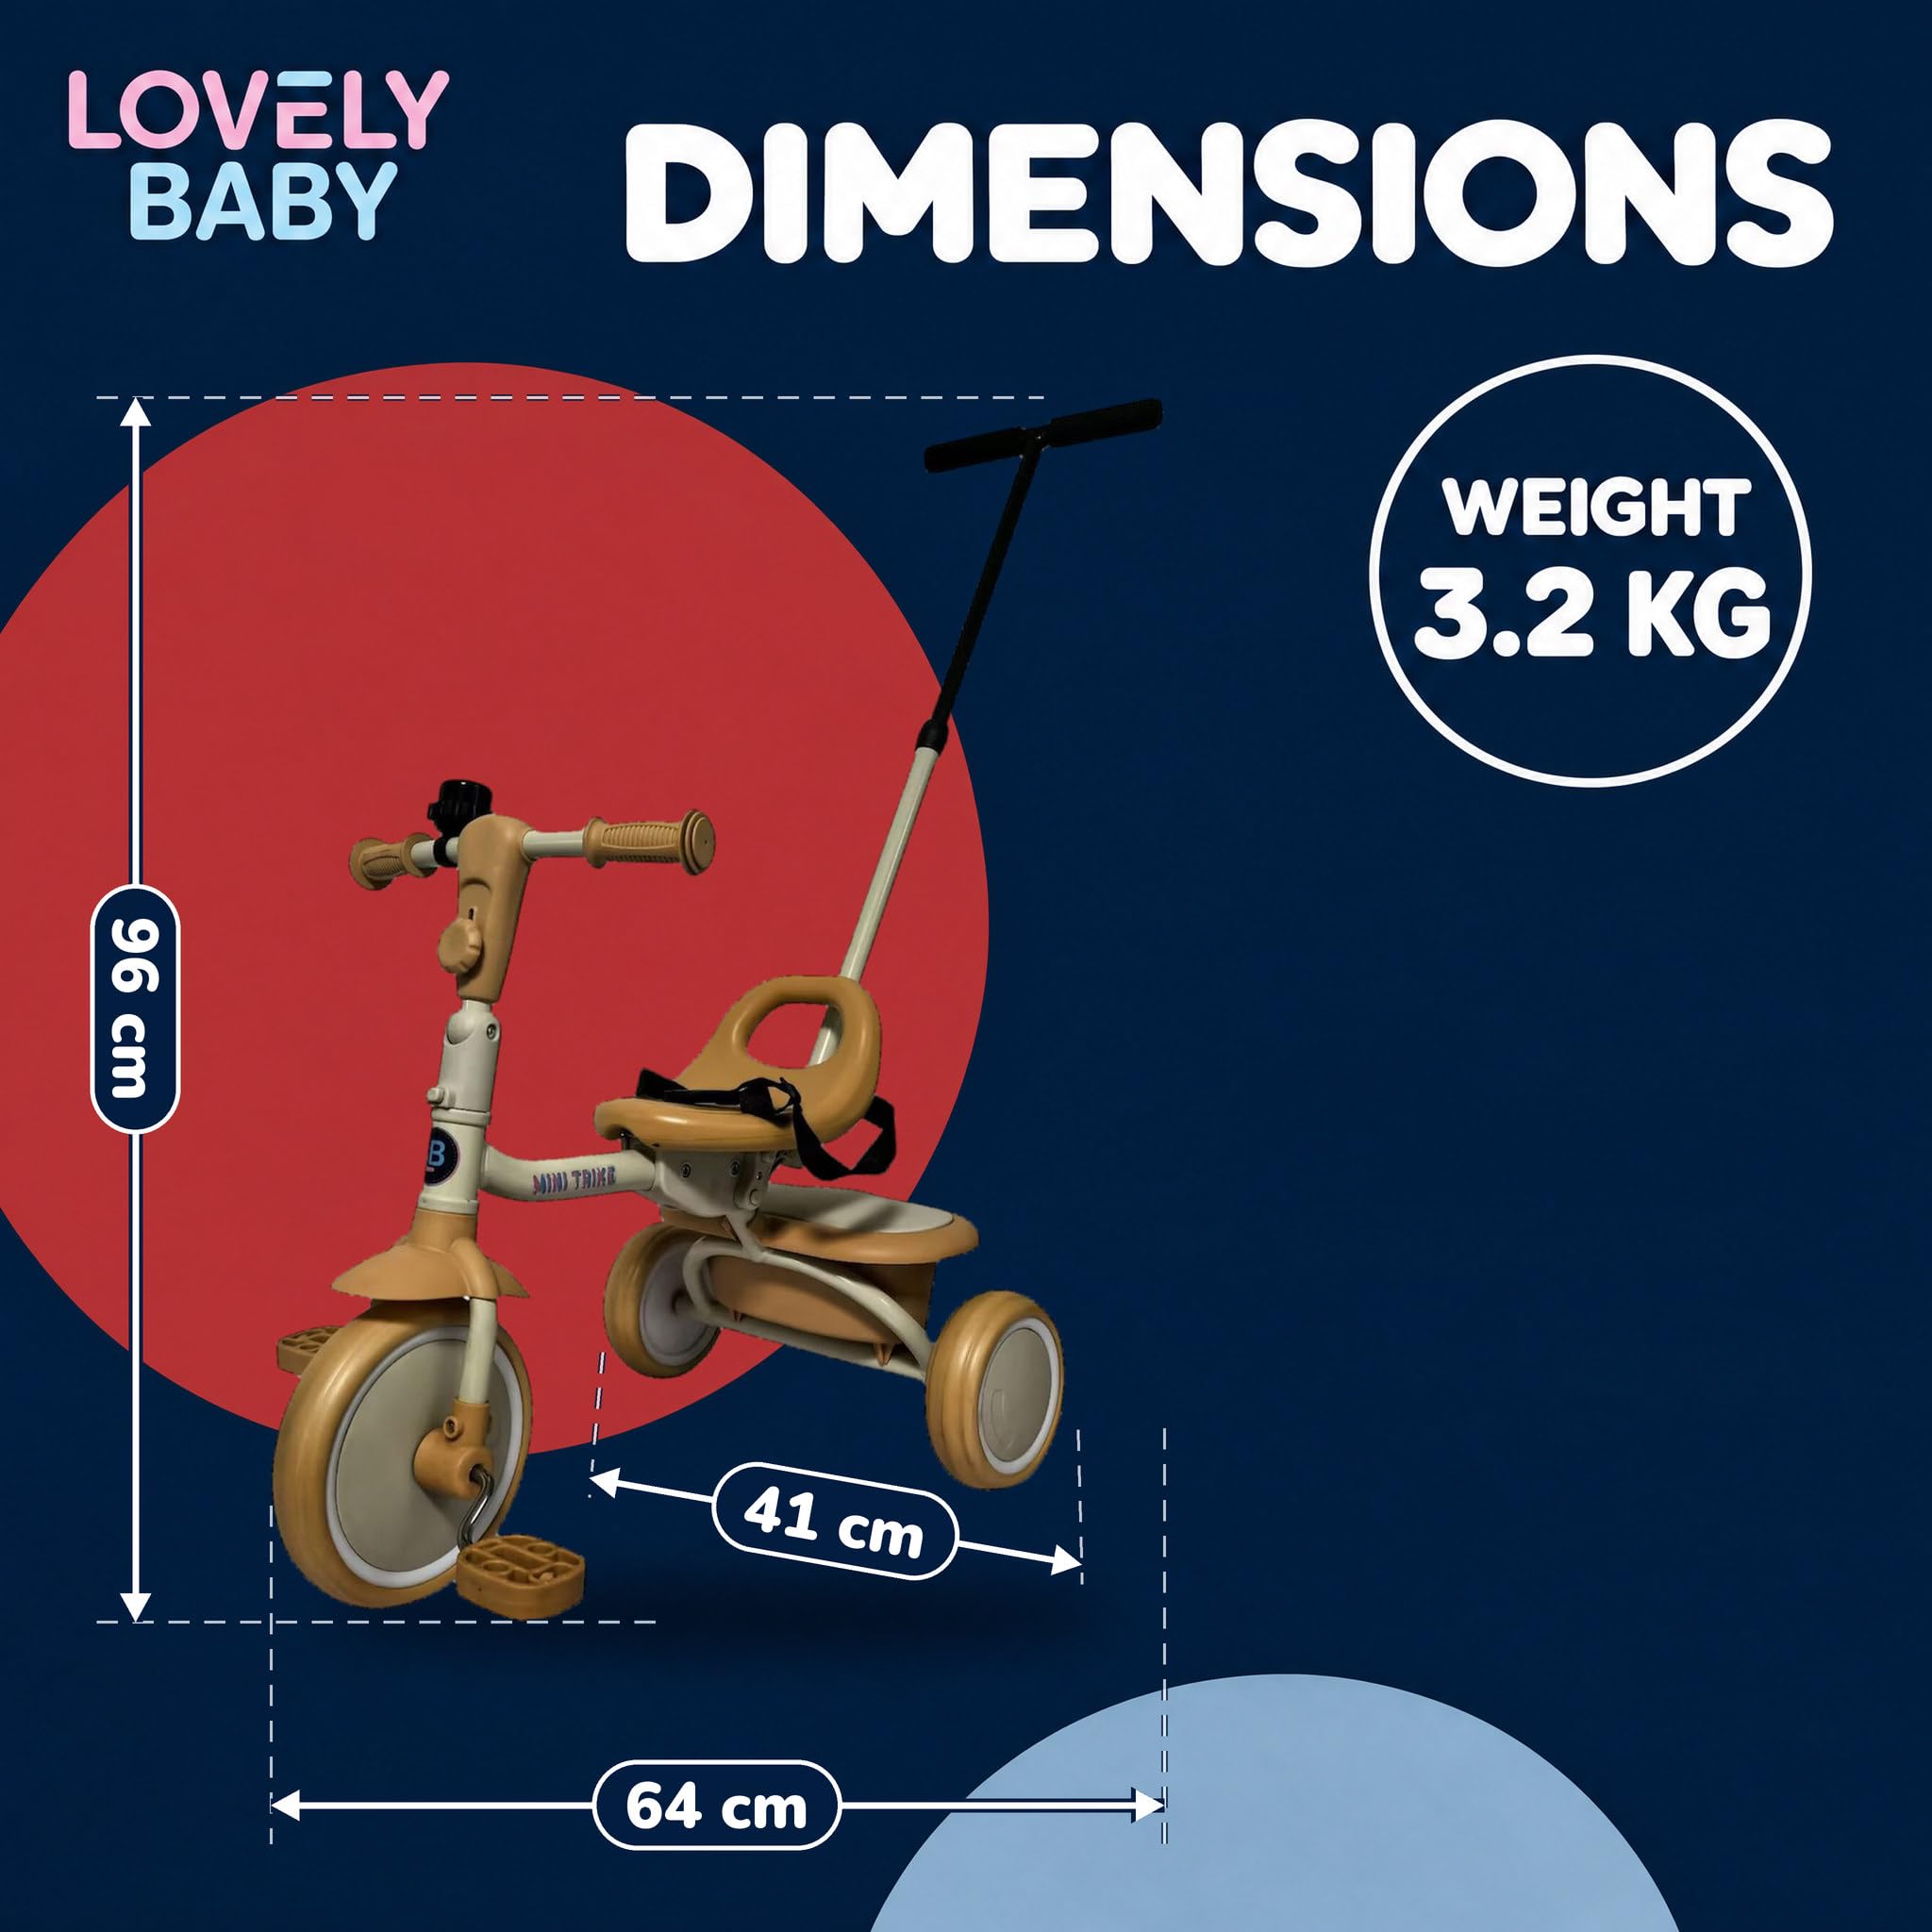 LOVELY
BABY
DIMENSIONS
WEIGHT
3.2 KG
96 cm
B
MINI TRIKE
41 cm
64 cm